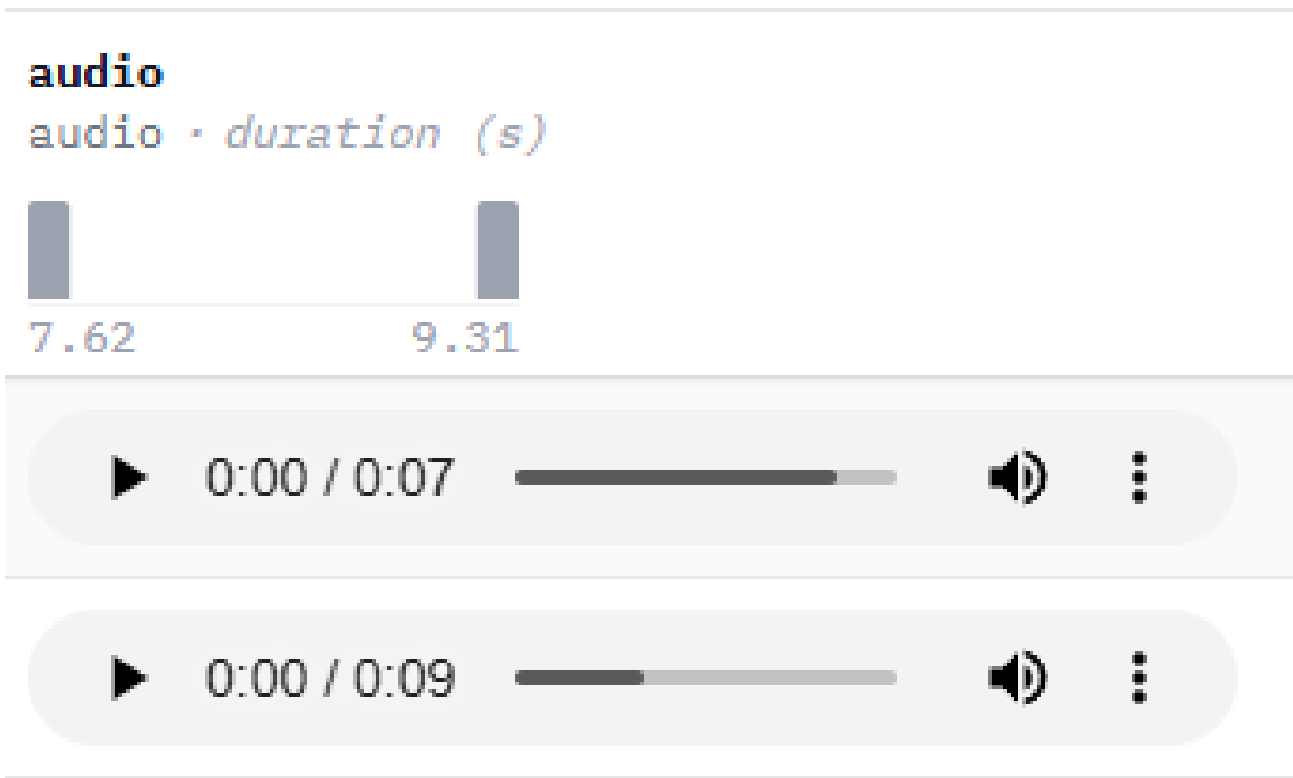 audio
audio · duration (s)
7.62 9.31
0:00 / 0:07
0:00 / 0:09